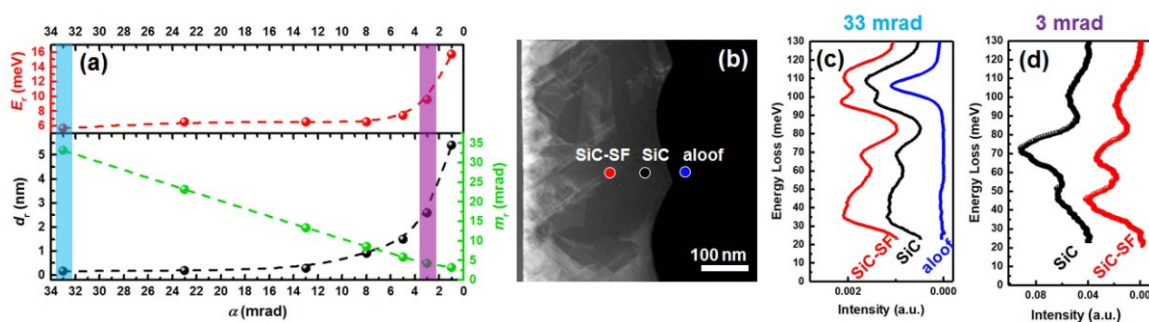 33 mrad
3 mrad
34 32 30 28 26 24 22 20 18 16 14 12 10 8 6 4 2 0
(a)
16
14
12
10
8
6
E_r (meV)
5
4
3
2
1
0
d_r (nm)
35
30
25
20
15
10
5
0
m_r (mrad)
34 32 30 28 26 24 22 20 18 16 14 12 10 8 6 4 2 0
α (mrad)
(b)
SiC-SF SiC aloof
100 nm
(c)
130
120
110
100
90
80
70
60
50
40
30
20
Energy Loss (meV)
SiC-SF
SiC
aloof
0.002 0.000
Intensity (a.u.)
(d)
130
120
110
100
90
80
70
60
50
40
30
20
10
Energy Loss (meV)
SiC
SiC-SF
0.08 0.04 0.00
Intensity (a.u.)